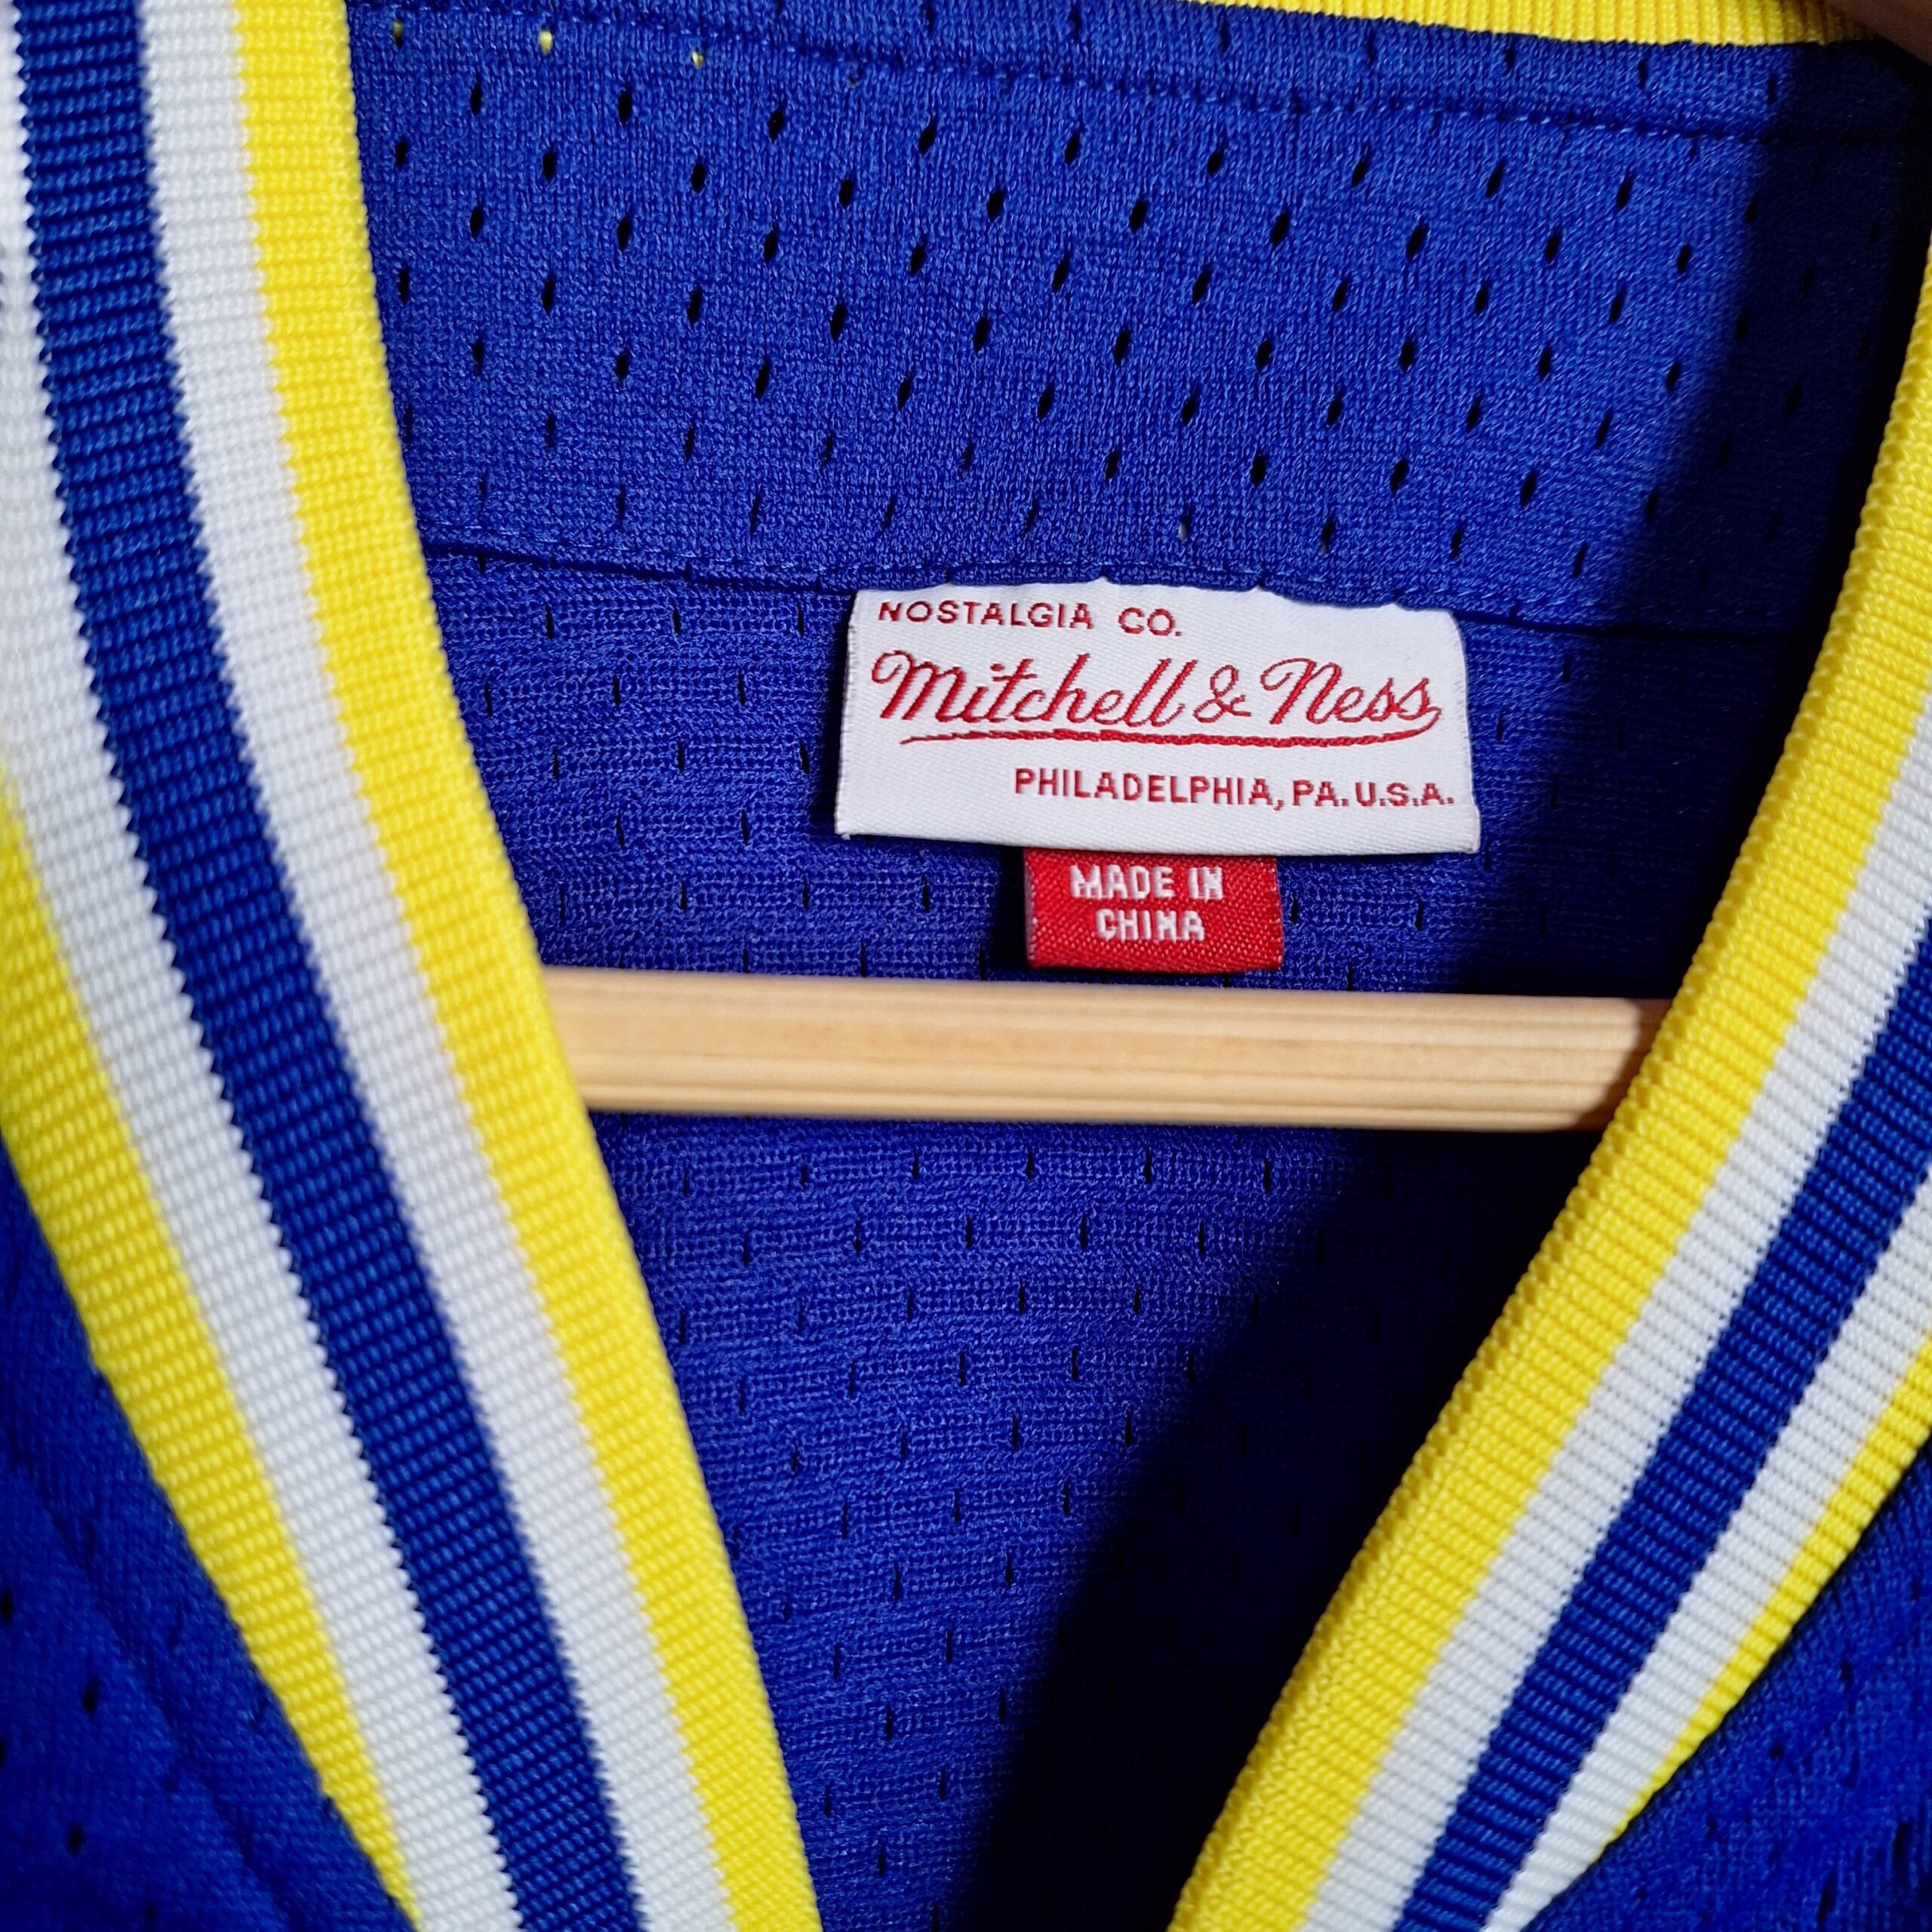 NOSTALGIA CO.
Mitchell & Ness
PHILADELPHIA, PA. U.S.A.
MADE IN
CHINA